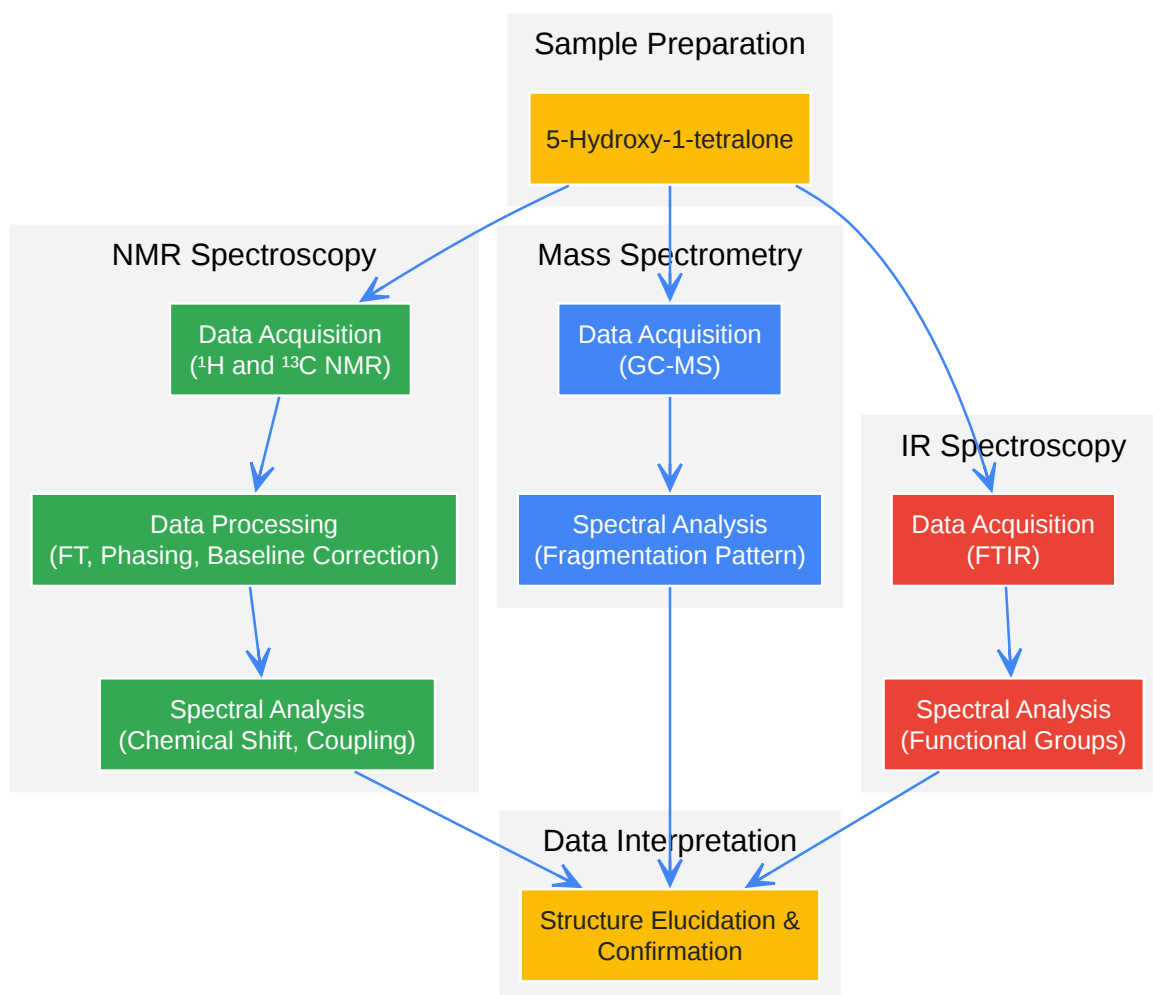 Sample Preparation
5-Hydroxy-1-tetralone
NMR Spectroscopy
Data Acquisition
(¹H and ¹³C NMR)
Data Processing
(FT, Phasing, Baseline Correction)
Spectral Analysis
(Chemical Shift, Coupling)
Mass Spectrometry
Data Acquisition
(GC-MS)
Spectral Analysis
(Fragmentation Pattern)
IR Spectroscopy
Data Acquisition
(FTIR)
Spectral Analysis
(Functional Groups)
Data Interpretation
Structure Elucidation &
Confirmation